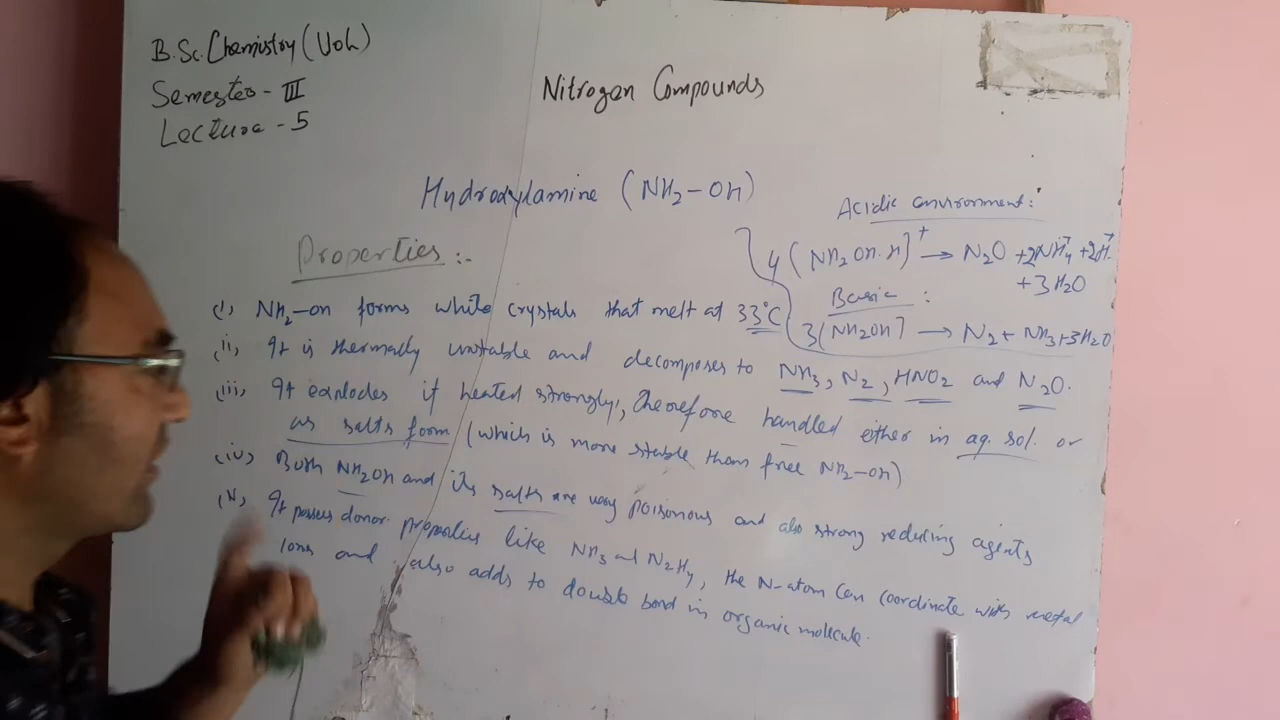 B.Sc. Chemistry (UoL)
Semester - III
Lecture - 5
Nitrogen Compounds
Hydroxylamine (NH2-OH)
Acidic environment:
4 (NH2OH.H)+ → N2O + 2NH4+ + 2H+
+ 3H2O
Basic :
3(NH2OH) → N2 + NH3 + 3H2O
Properties :-
(i) NH2-OH forms white crystals that melt at 33°C
(ii) It is thermally unstable and decomposes to NH3, N2, HNO2 and N2O.
(iii) It explodes if heated strongly, therefore handled either in aq. sol. or
as salts form (which is more stable than free NH2-OH)
(iv) Both NH2OH and its salts are very poisonous and also strong reducing agents
(v) It posses donor properties like NH3 and N2H4, the N-atom can coordinate with metal
ions and also adds to double bond in organic molecule.